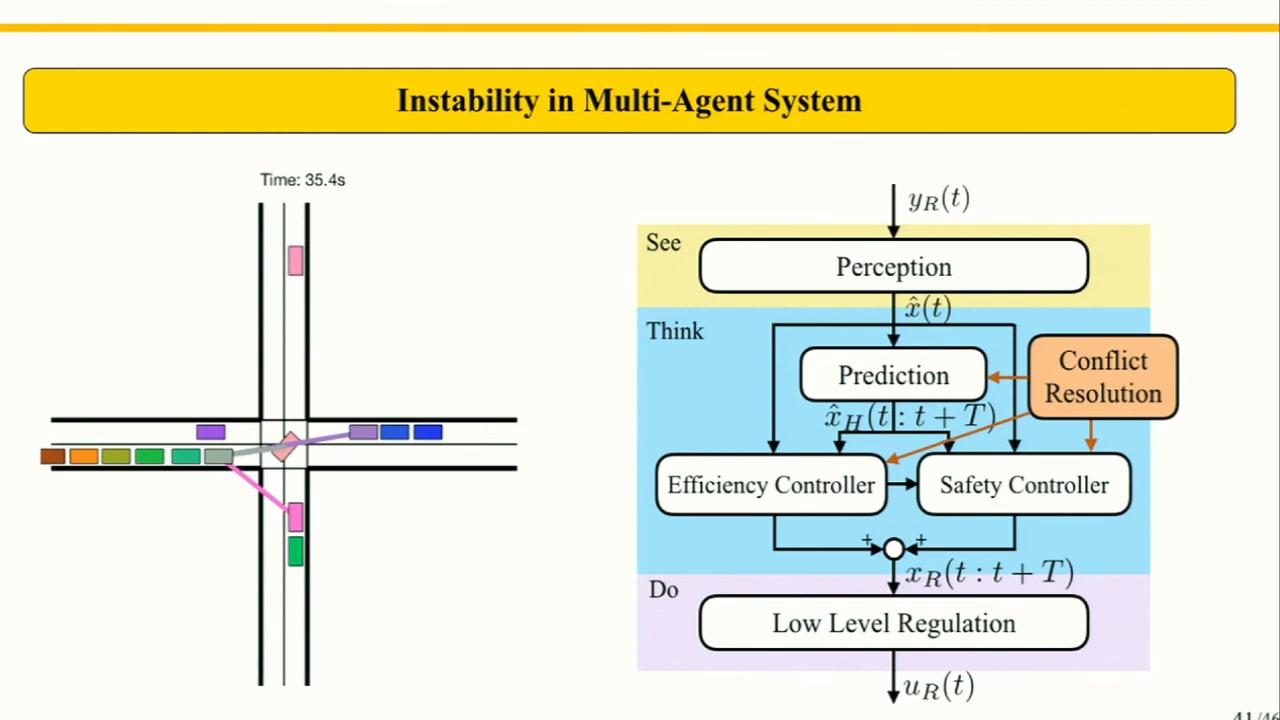 Instability in Multi-Agent System
Time: 35.4s
y_R(t)
See
Perception
x̂(t)
Think
Prediction
Conflict
Resolution
x̂_H(t : t + T)
Efficiency Controller
Safety Controller
+
+
x_R(t : t + T)
Do
Low Level Regulation
u_R(t)